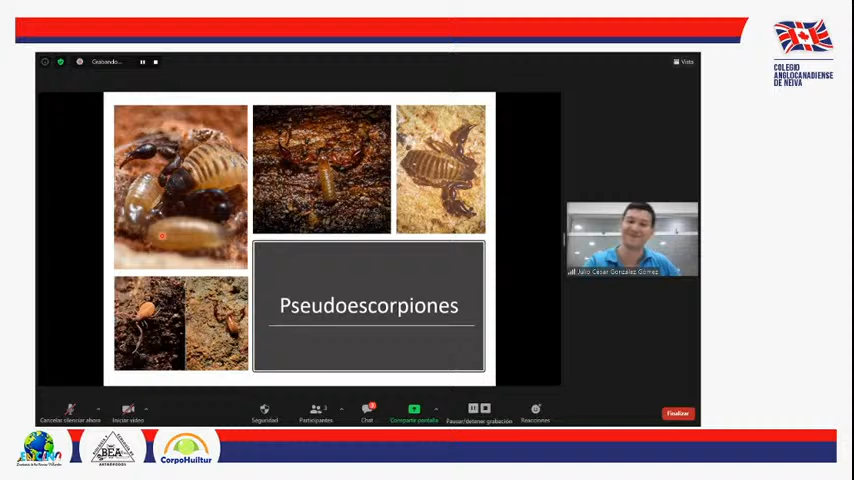 COLEGIO
ANGLOCANADIENSE
DE NEIVA
Grabando...
Vista
Pseudoescorpiones
Julio César González Gómez
Cancelar silenciar ahora
Iniciar video
Seguridad
Participantes
3
Chat
Compartir pantalla
Pausar/detener grabación
Reacciones
Finalizar
BEA
ARTRÓPODOS
CorpoHuiltur